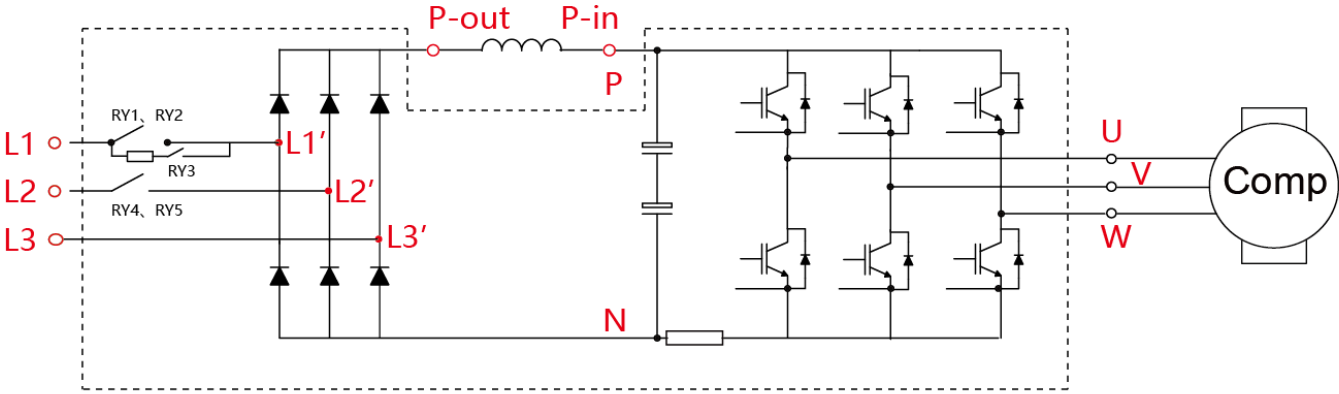 P-out P-in
P
RY1、RY2
L1 L1′
RY3
L2 L2′
RY4、RY5
L3 L3′
N
U
V
W
Comp